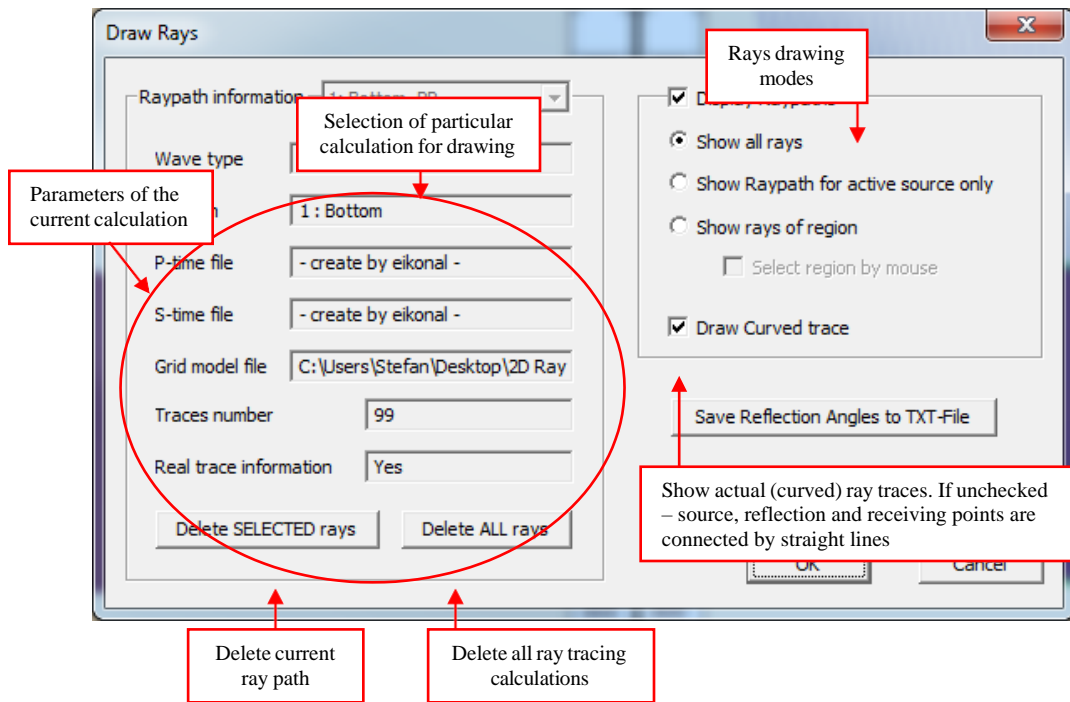 Draw Rays
Rays drawing
modes
Raypath information
Selection of particular
calculation for drawing
Show all rays
Wave type
Show Raypath for active source only
Parameters of the
current calculation
1 : Bottom
Show rays of region
P-time file
- create by eikonal -
Select region by mouse
S-time file
- create by eikonal -
Draw Curved trace
Grid model file
C:\Users\Stefan\Desktop\2D Ray
Traces number
99
Save Reflection Angles to TXT-File
Real trace information
Yes
Show actual (curved) ray traces. If unchecked
– source, reflection and receiving points are
connected by straight lines
Delete SELECTED rays
Delete ALL rays
OK
Cancel
Delete current
ray path
Delete all ray tracing
calculations